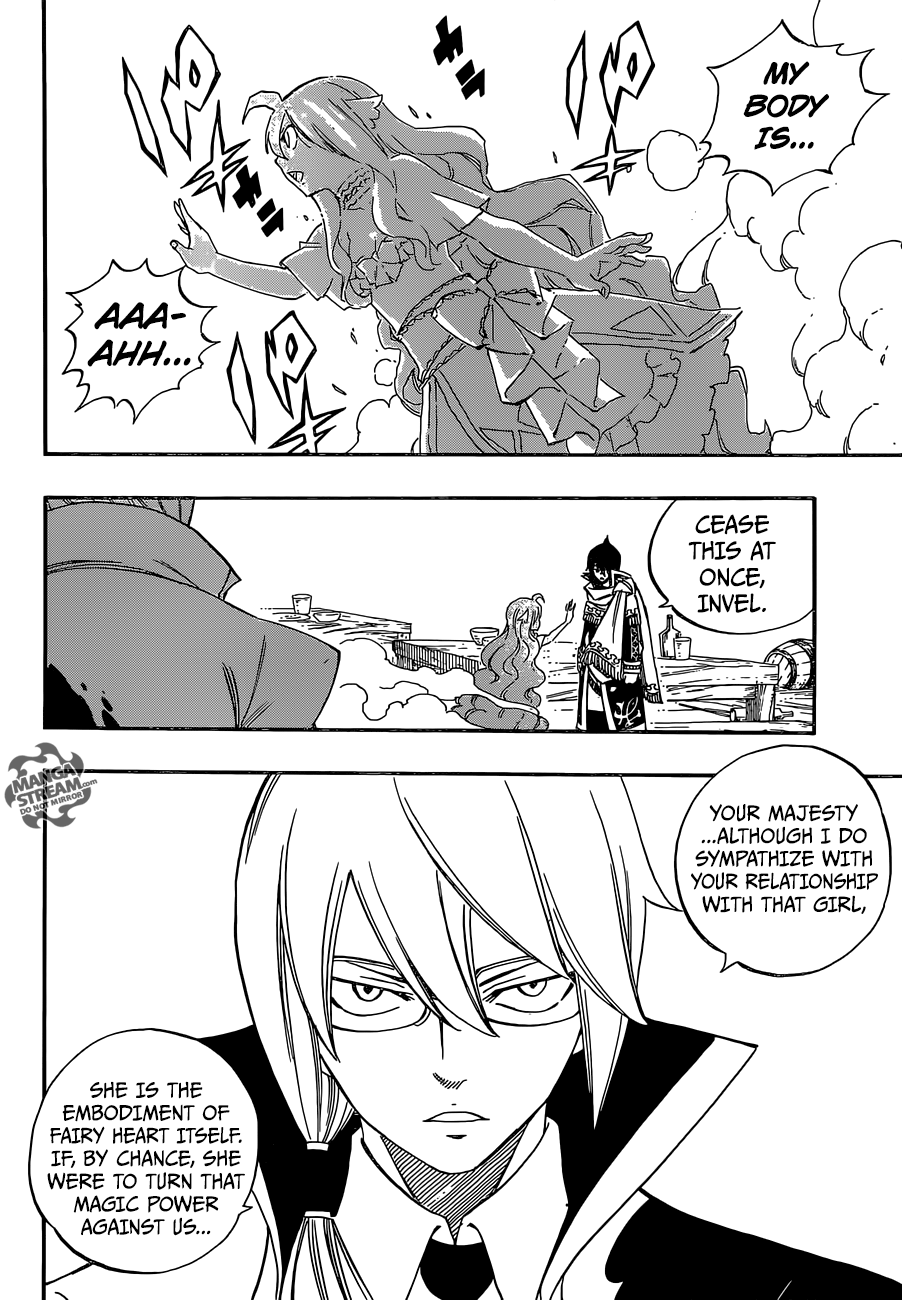 MY
BODY
IS...
AAA-
AHH...
CEASE
THIS AT
ONCE,
INVEL.
MANGA
STREAM.com
DO NOT MIRROR
YOUR MAJESTY
...ALTHOUGH I DO
SYMPATHIZE WITH
YOUR RELATIONSHIP
WITH THAT GIRL,
SHE IS THE
EMBODIMENT OF
FAIRY HEART ITSELF.
IF, BY CHANCE, SHE
WERE TO TURN THAT
MAGIC POWER
AGAINST US...